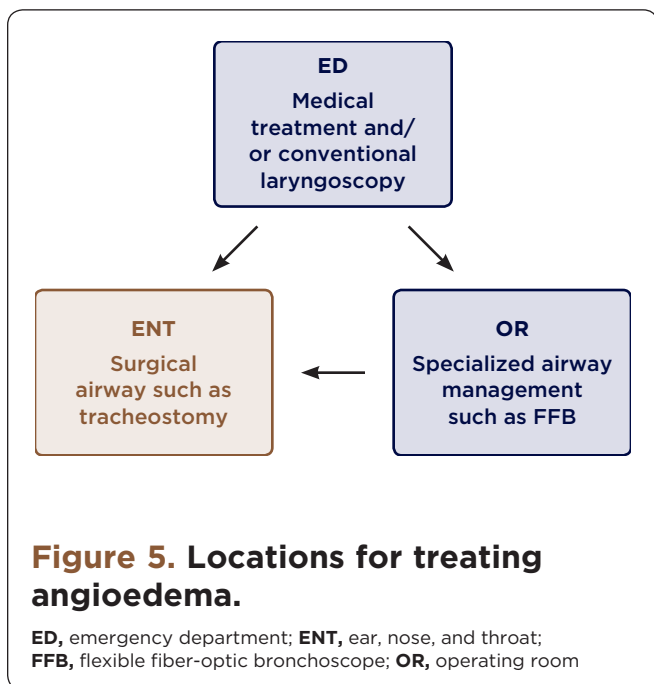 ED
Medical
treatment and/
or conventional
laryngoscopy
ENT
Surgical
airway such as
tracheostomy
OR
Specialized airway
management
such as FFB
Figure 5. Locations for treating
angioedema.
ED, emergency department; ENT, ear, nose, and throat;
FFB, flexible fiber-optic bronchoscope; OR, operating room